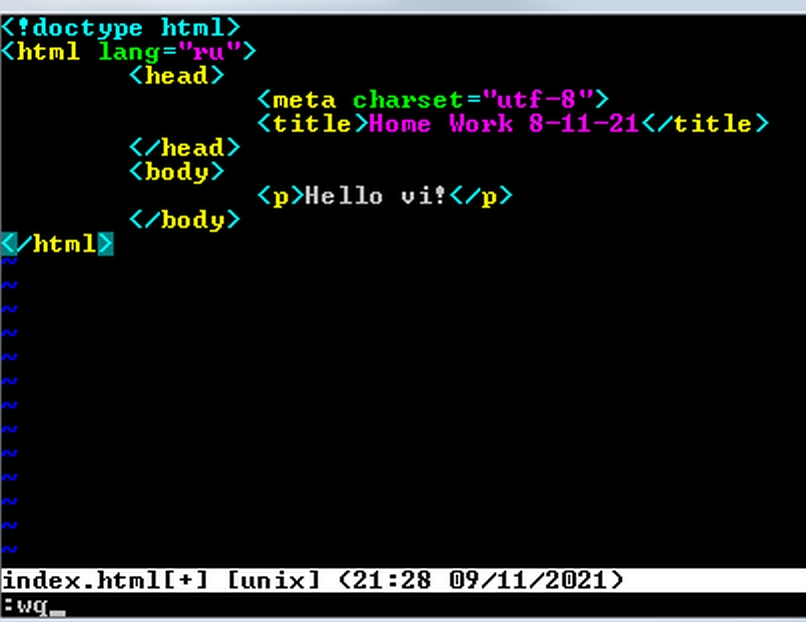 <!doctype html>
<html lang="ru">
        <head>
                <meta charset="utf-8">
                <title>Home Work 8-11-21</title>
        </head>
        <body>
                <p>Hello vi!</p>
        </body>
</html>
~
~
~
~
~
~
~
~
~
~
~
~
~
index.html[+] [unix] (21:28 09/11/2021)
:wq